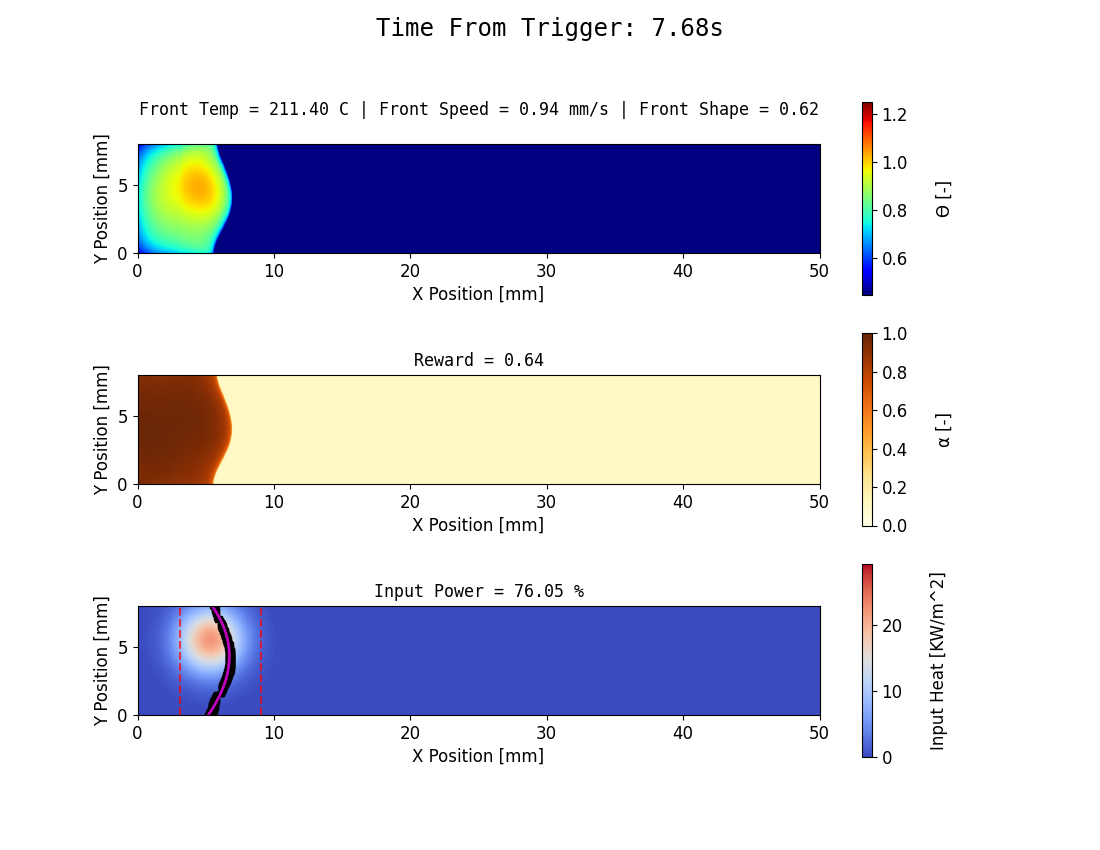 Time From Trigger: 7.68s
Front Temp = 211.40 C | Front Speed = 0.94 mm/s | Front Shape = 0.62
Y Position [mm]
5
0
0 10 20 30 40 50
X Position [mm]
1.2
1.0
0.8
0.6
Θ [-]
Reward = 0.64
Y Position [mm]
5
0
0 10 20 30 40 50
X Position [mm]
1.0
0.8
0.6
0.4
0.2
0.0
α [-]
Input Power = 76.05 %
Y Position [mm]
5
0
0 10 20 30 40 50
X Position [mm]
20
10
0
Input Heat [KW/m^2]